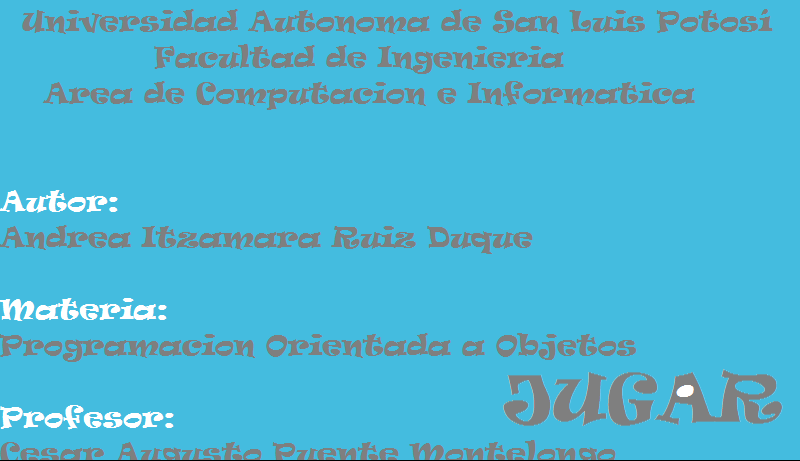 Universidad Autonoma de San Luis Potosí
Facultad de Ingenieria
Area de Computacion e Informatica
Autor:
Andrea Itzamara Ruiz Duque
Materia:
Programacion Orientada a Objetos
JUGAR
Profesor:
Cesar Augusto Puente Montelongo